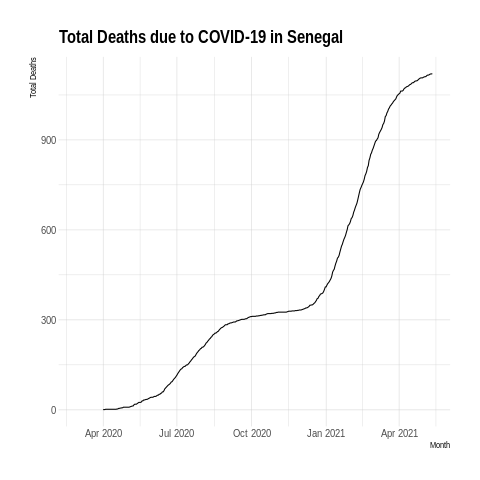 Total Deaths due to COVID-19 in Senegal
Total Deaths
900
600
300
0
Apr 2020 Jul 2020 Oct 2020 Jan 2021 Apr 2021
Month